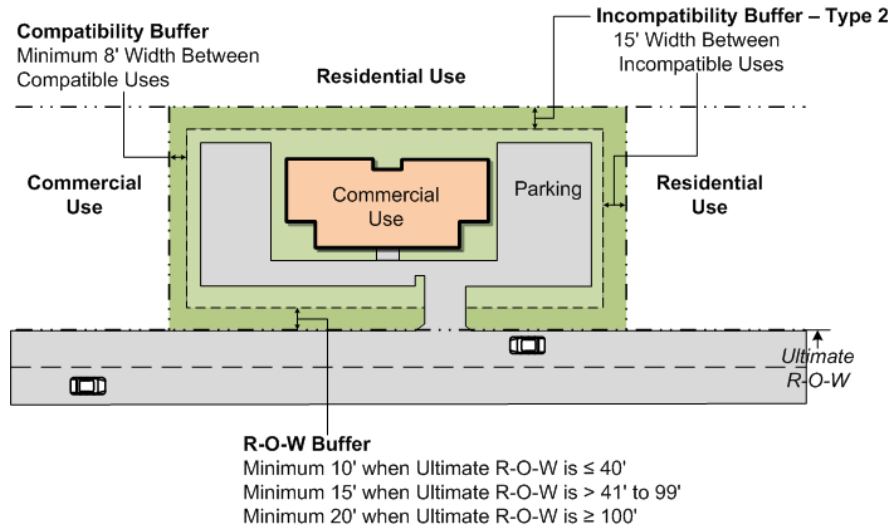 Compatibility Buffer
Minimum 8' Width Between
Compatible Uses
Incompatibility Buffer – Type 2
15' Width Between
Incompatible Uses
Residential Use
Commercial
Use
Commercial
Use
Parking
Residential
Use
Ultimate
R-O-W
R-O-W Buffer
Minimum 10' when Ultimate R-O-W is ≤ 40'
Minimum 15' when Ultimate R-O-W is > 41' to 99'
Minimum 20' when Ultimate R-O-W is ≥ 100'